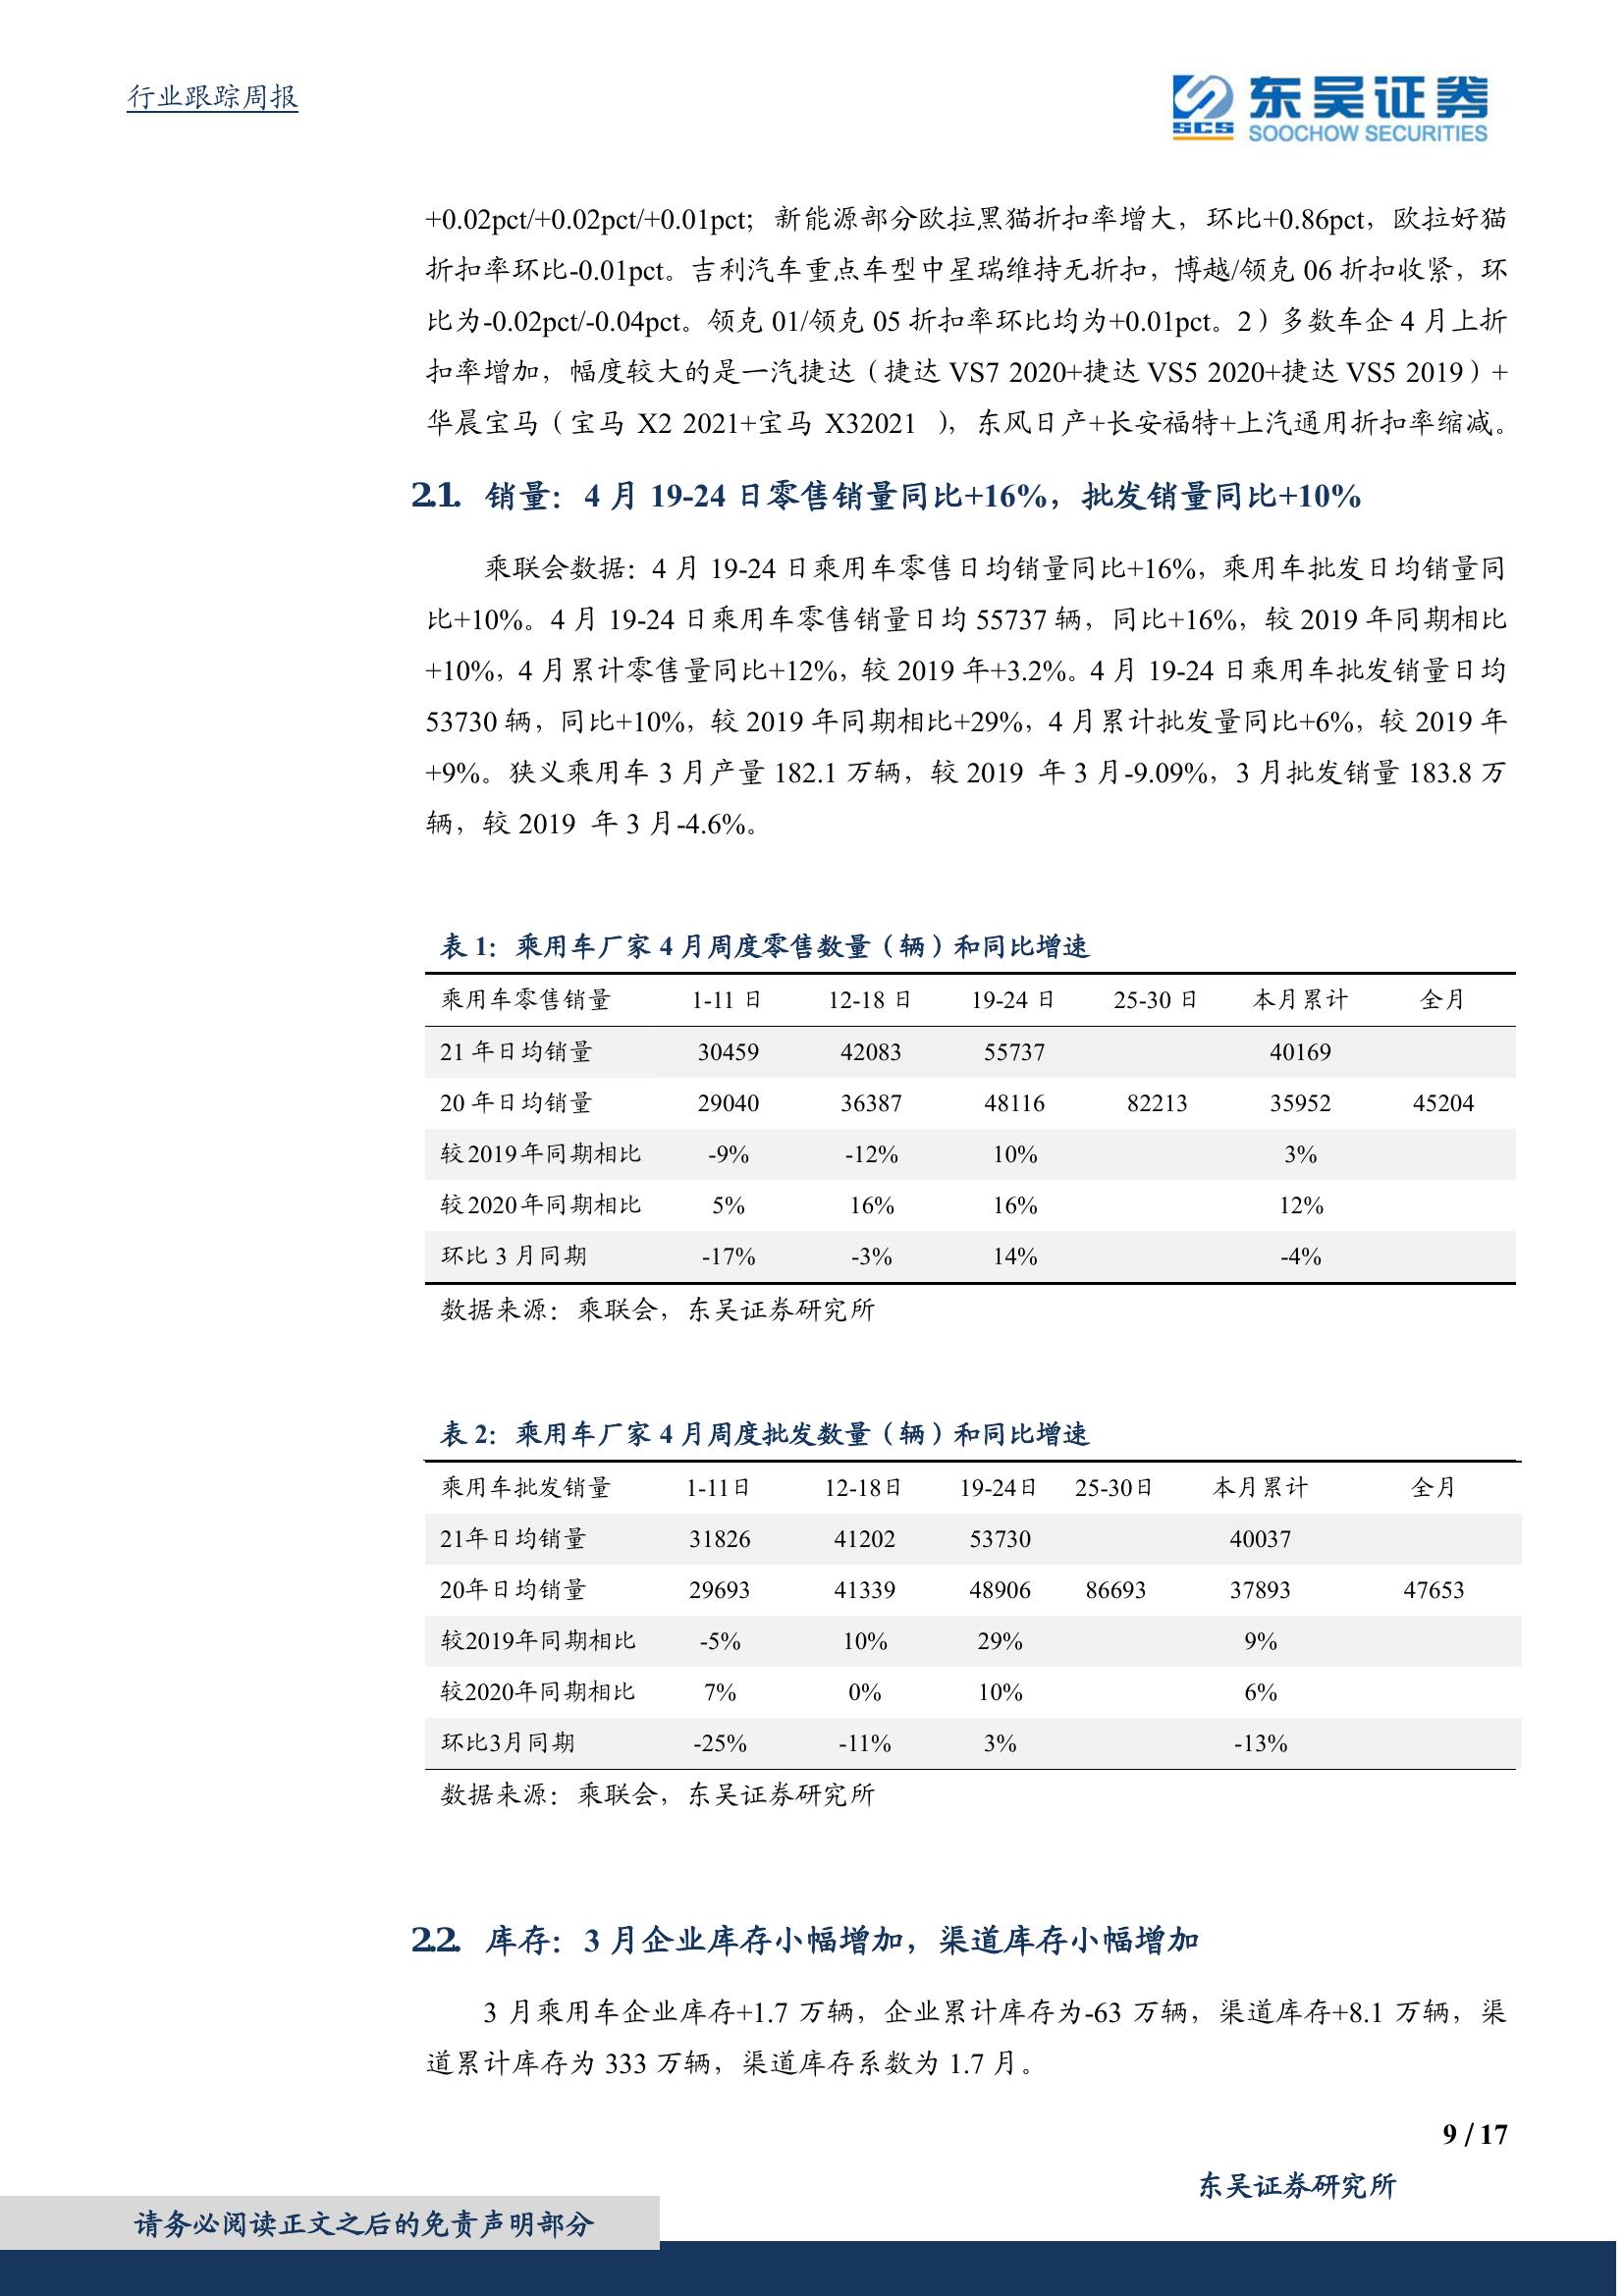 行业跟踪周报
SCS 东吴证券
SOOCHOW SECURITIES
+0.02pct/+0.02pct/+0.01pct；新能源部分欧拉黑猫折扣率增大，环比+0.86pct，欧拉好猫
折扣率环比-0.01pct。吉利汽车重点车型中星瑞维持无折扣，博越/领克 06 折扣收紧，环
比为-0.02pct/-0.04pct。领克 01/领克 05 折扣率环比均为+0.01pct。2）多数车企 4 月上折
扣率增加，幅度较大的是一汽捷达（捷达 VS7 2020+捷达 VS5 2020+捷达 VS5 2019）+
华晨宝马（宝马 X2 2021+宝马 X32021 ），东风日产+长安福特+上汽通用折扣率缩减。
2.1. 销量：4 月 19-24 日零售销量同比+16%，批发销量同比+10%
乘联会数据：4 月 19-24 日乘用车零售日均销量同比+16%，乘用车批发日均销量同
比+10%。4 月 19-24 日乘用车零售销量日均 55737 辆，同比+16%，较 2019 年同期相比
+10%，4 月累计零售量同比+12%，较 2019 年+3.2%。4 月 19-24 日乘用车批发销量日均
53730 辆，同比+10%，较 2019 年同期相比+29%，4 月累计批发量同比+6%，较 2019 年
+9%。狭义乘用车 3 月产量 182.1 万辆，较 2019 年 3 月-9.09%，3 月批发销量 183.8 万
辆，较 2019 年 3 月-4.6%。
表 1：乘用车厂家 4 月周度零售数量（辆）和同比增速
乘用车零售销量 1-11 日 12-18 日 19-24 日 25-30 日 本月累计 全月
21 年日均销量 30459 42083 55737 40169
20 年日均销量 29040 36387 48116 82213 35952 45204
较2019年同期相比 -9% -12% 10% 3%
较2020年同期相比 5% 16% 16% 12%
环比 3 月同期 -17% -3% 14% -4%
数据来源：乘联会，东吴证券研究所
表 2：乘用车厂家 4 月周度批发数量（辆）和同比增速
乘用车批发销量 1-11日 12-18日 19-24日 25-30日 本月累计 全月
21年日均销量 31826 41202 53730 40037
20年日均销量 29693 41339 48906 86693 37893 47653
较2019年同期相比 -5% 10% 29% 9%
较2020年同期相比 7% 0% 10% 6%
环比3月同期 -25% -11% 3% -13%
数据来源：乘联会，东吴证券研究所
2.2. 库存：3 月企业库存小幅增加，渠道库存小幅增加
3 月乘用车企业库存+1.7 万辆，企业累计库存为-63 万辆，渠道库存+8.1 万辆，渠
道累计库存为 333 万辆，渠道库存系数为 1.7 月。
9 / 17
东吴证券研究所
请务必阅读正文之后的免责声明部分